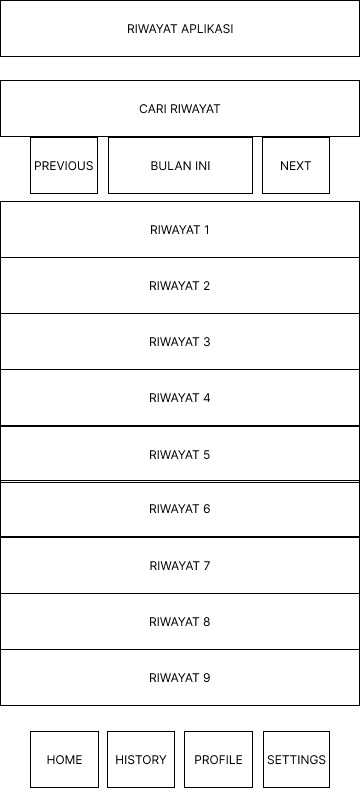 RIWAYAT APLIKASI
CARI RIWAYAT
PREVIOUS BULAN INI NEXT
RIWAYAT 1
RIWAYAT 2
RIWAYAT 3
RIWAYAT 4
RIWAYAT 5
RIWAYAT 6
RIWAYAT 7
RIWAYAT 8
RIWAYAT 9
HOME HISTORY PROFILE SETTINGS